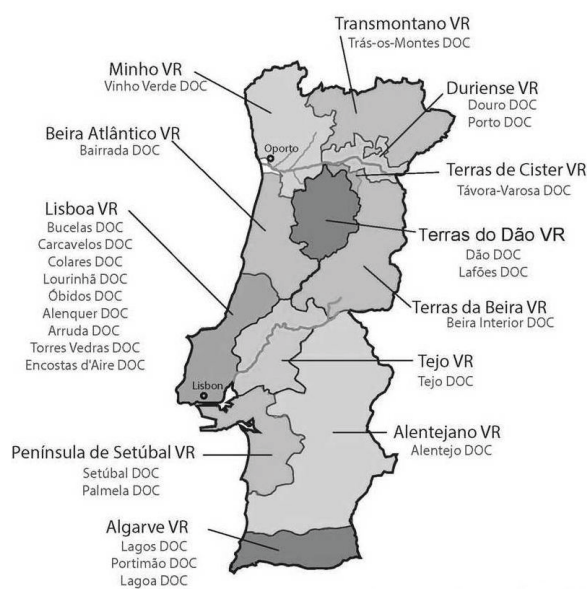 Transmontano VR
Trás-os-Montes DOC
Minho VR
Vinho Verde DOC
Duriense VR
Douro DOC
Porto DOC
Beira Atlântico VR
Bairrada DOC
Oporto
Terras de Cister VR
Távora-Varosa DOC
Lisboa VR
Bucelas DOC
Carcavelos DOC
Colares DOC
Lourinhã DOC
Óbidos DOC
Alenquer DOC
Arruda DOC
Torres Vedras DOC
Encostas d'Aire DOC
Terras do Dão VR
Dão DOC
Lafões DOC
Terras da Beira VR
Beira Interior DOC
Tejo VR
Tejo DOC
Lisbon
Alentejano VR
Alentejo DOC
Península de Setúbal VR
Setúbal DOC
Palmela DOC
Algarve VR
Lagos DOC
Portimão DOC
Lagoa DOC